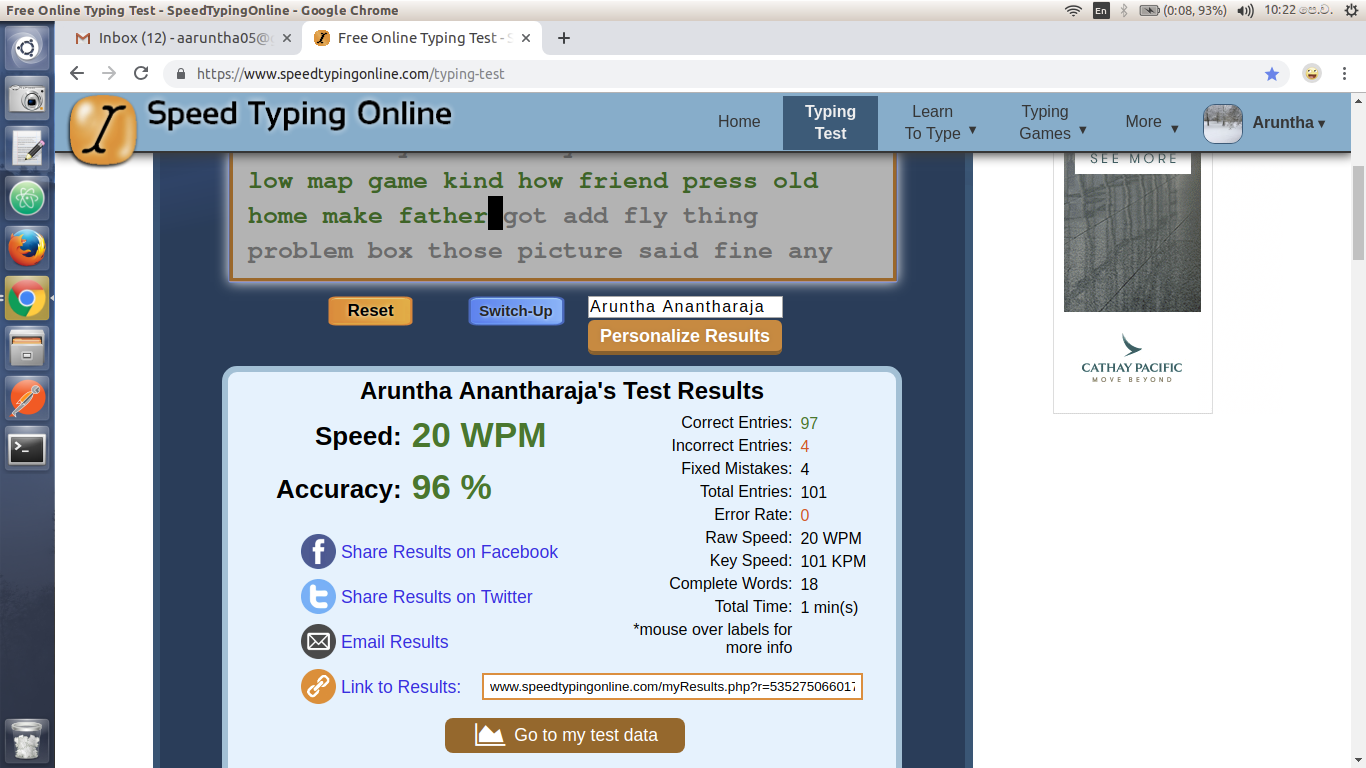 Free Online Typing Test - SpeedTypingOnline - Google Chrome
En (0:08, 93%) 10:22 පෙ.ව.
Inbox (12) - aaruntha05@
Free Online Typing Test - S
https://www.speedtypingonline.com/typing-test
Speed Typing Online
Home
Typing Test
Learn To Type
Typing Games
More
Aruntha
low map game kind how friend press old
home make father got add fly thing
problem box those picture said fine any
Reset
Switch-Up
Aruntha Anantharaja
Personalize Results
Aruntha Anantharaja's Test Results
Speed: 20 WPM
Accuracy: 96 %
Correct Entries: 97
Incorrect Entries: 4
Fixed Mistakes: 4
Total Entries: 101
Error Rate: 0
Raw Speed: 20 WPM
Key Speed: 101 KPM
Complete Words: 18
Total Time: 1 min(s)
*mouse over labels for
more info
Share Results on Facebook
Share Results on Twitter
Email Results
Link to Results: www.speedtypingonline.com/myResults.php?r=535275066017
Go to my test data
SEE MORE
CATHAY PACIFIC
MOVE BEYOND